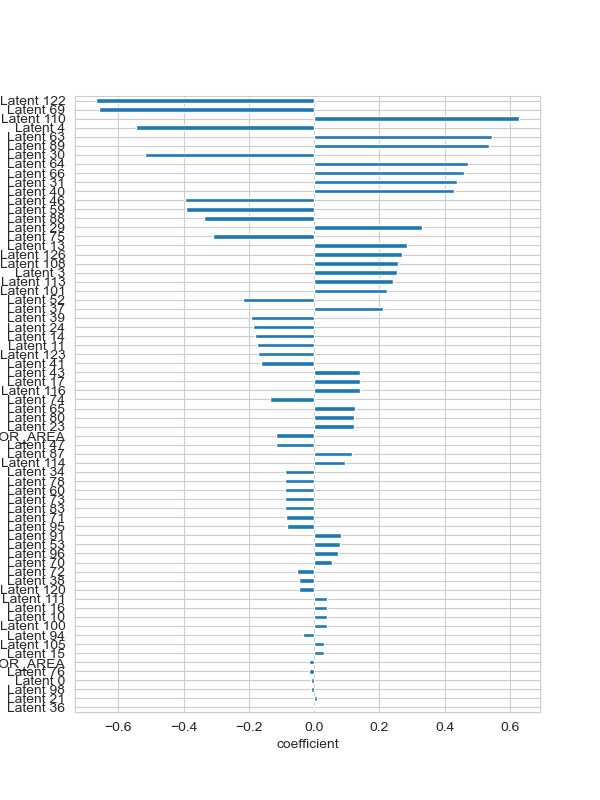 Latent 122
Latent 69
Latent 110
Latent 4
Latent 63
Latent 89
Latent 30
Latent 64
Latent 66
Latent 31
Latent 40
Latent 46
Latent 59
Latent 88
Latent 29
Latent 75
Latent 13
Latent 126
Latent 108
Latent 3
Latent 113
Latent 101
Latent 52
Latent 37
Latent 39
Latent 24
Latent 14
Latent 11
Latent 123
Latent 41
Latent 43
Latent 17
Latent 116
Latent 74
Latent 65
Latent 80
Latent 23
OR_AREA
Latent 47
Latent 87
Latent 114
Latent 34
Latent 78
Latent 60
Latent 73
Latent 83
Latent 71
Latent 95
Latent 91
Latent 53
Latent 96
Latent 70
Latent 72
Latent 38
Latent 120
Latent 111
Latent 16
Latent 10
Latent 100
Latent 94
Latent 105
Latent 15
OR_AREA
Latent 76
Latent 0
Latent 98
Latent 21
Latent 36
−0.6 −0.4 −0.2 0.0 0.2 0.4 0.6
coefficient